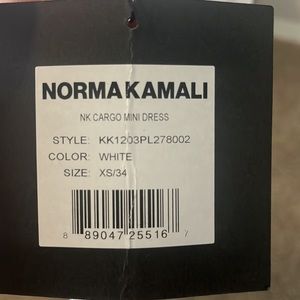 NORMA KAMALI
NK CARGO MINI DRESS
STYLE: KK1203PL278002
COLOR: WHITE
SIZE: XS/34
8 89047 25516 7